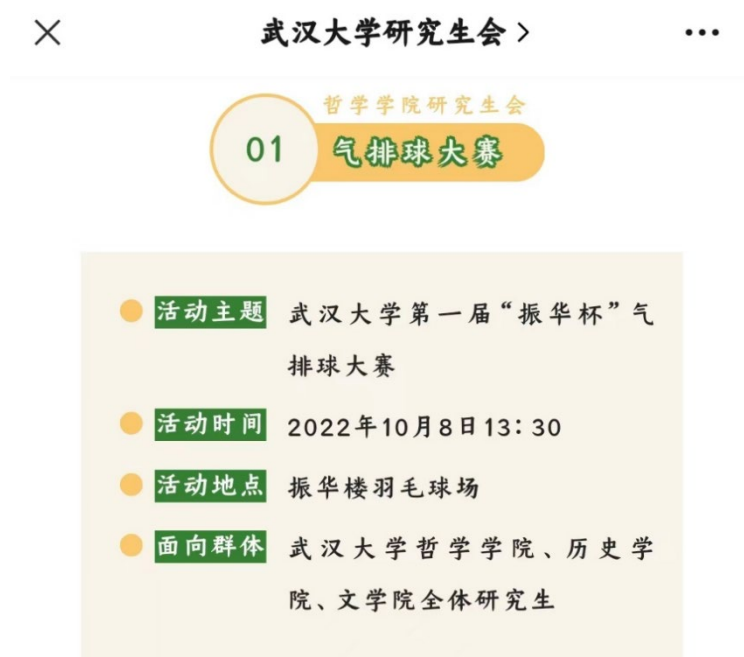 武汉大学研究生会
哲学学院研究生会
01 气排球大赛
活动主题 武汉大学第一届“振华杯”气
排球大赛
活动时间 2022年10月8日13：30
活动地点 振华楼羽毛球场
面向群体 武汉大学哲学学院、历史学
院、文学院全体研究生